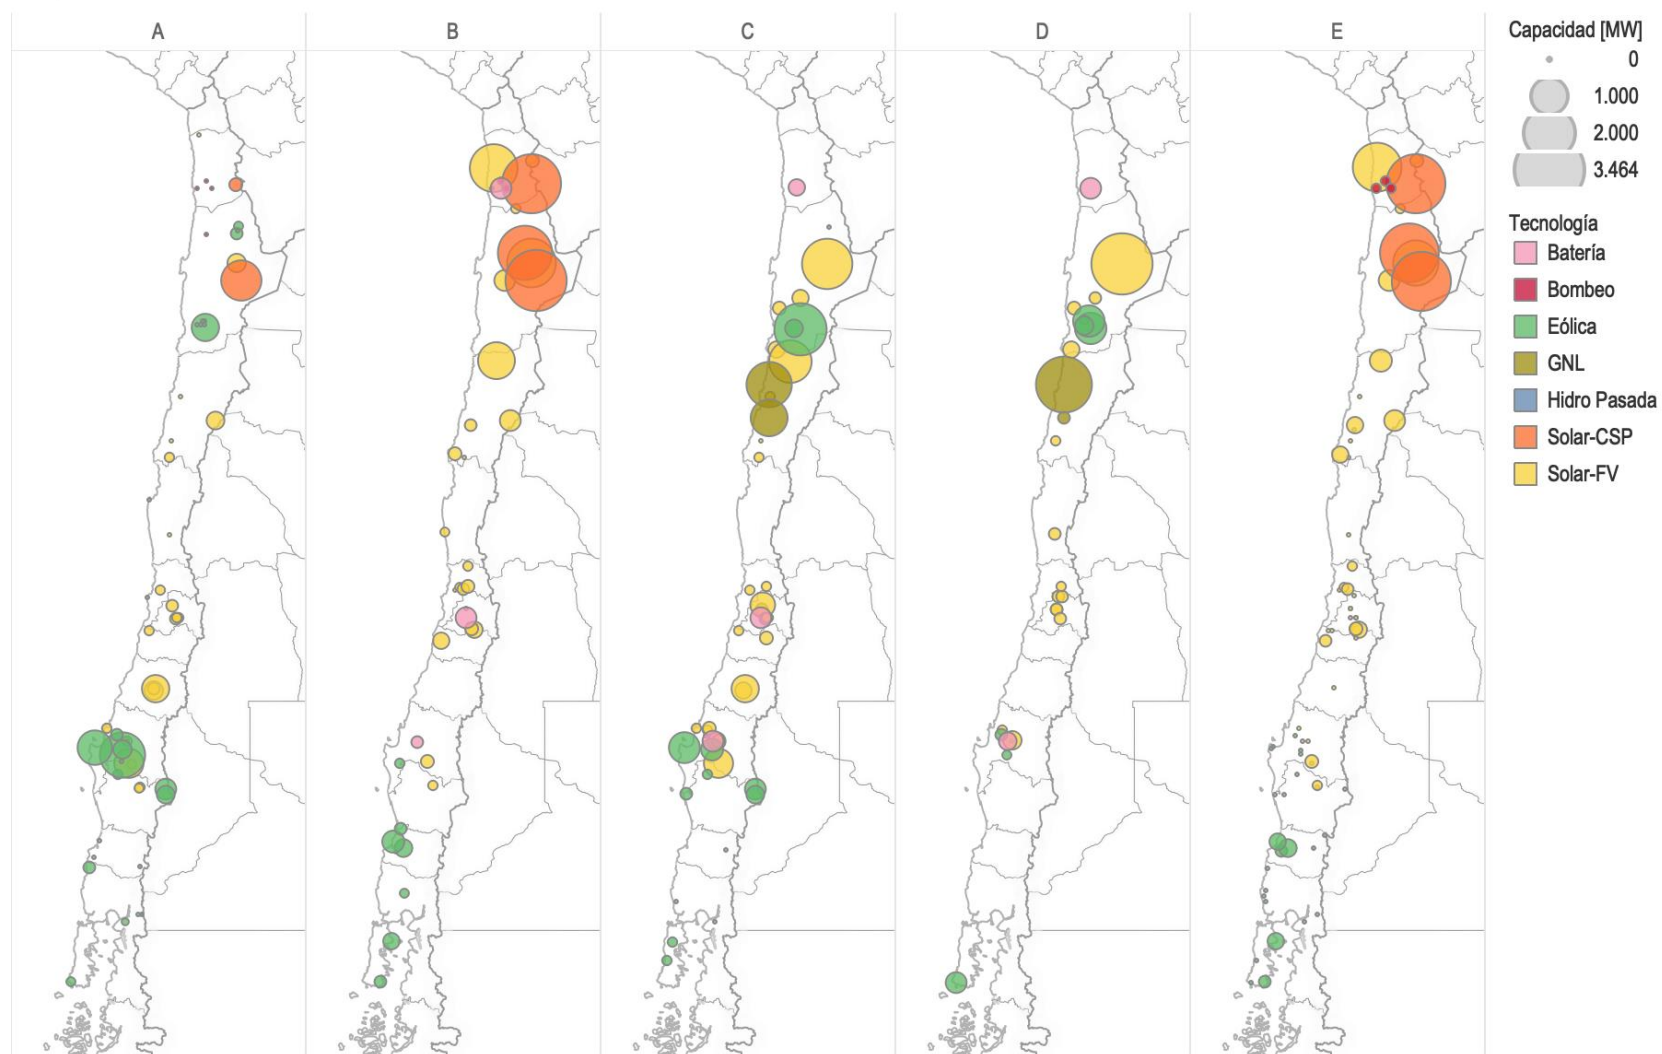 A
B
C
D
E
Capacidad [MW]
0
1.000
2.000
3.464
Tecnología
Batería
Bombeo
Eólica
GNL
Hidro Pasada
Solar-CSP
Solar-FV